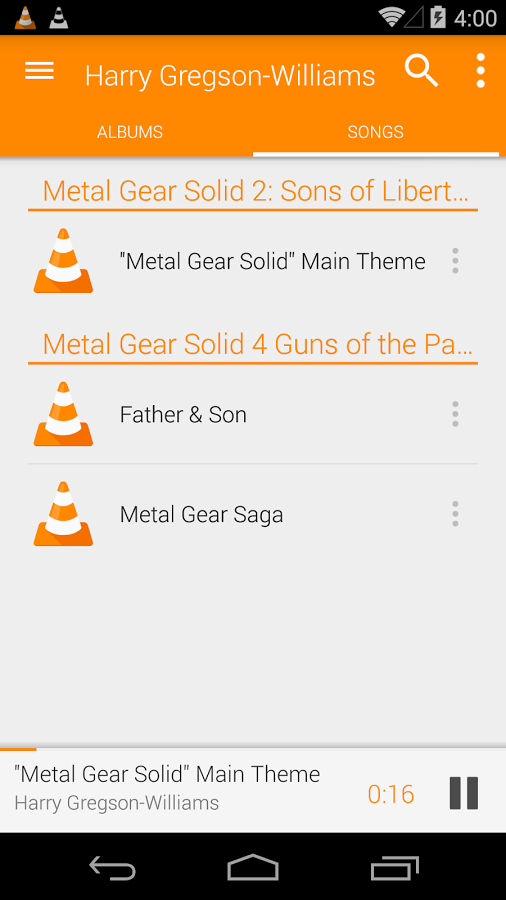 4:00
Harry Gregson-Williams
ALBUMS SONGS
Metal Gear Solid 2: Sons of Libert...
"Metal Gear Solid" Main Theme
Metal Gear Solid 4 Guns of the Pa...
Father & Son
Metal Gear Saga
"Metal Gear Solid" Main Theme
Harry Gregson-Williams
0:16